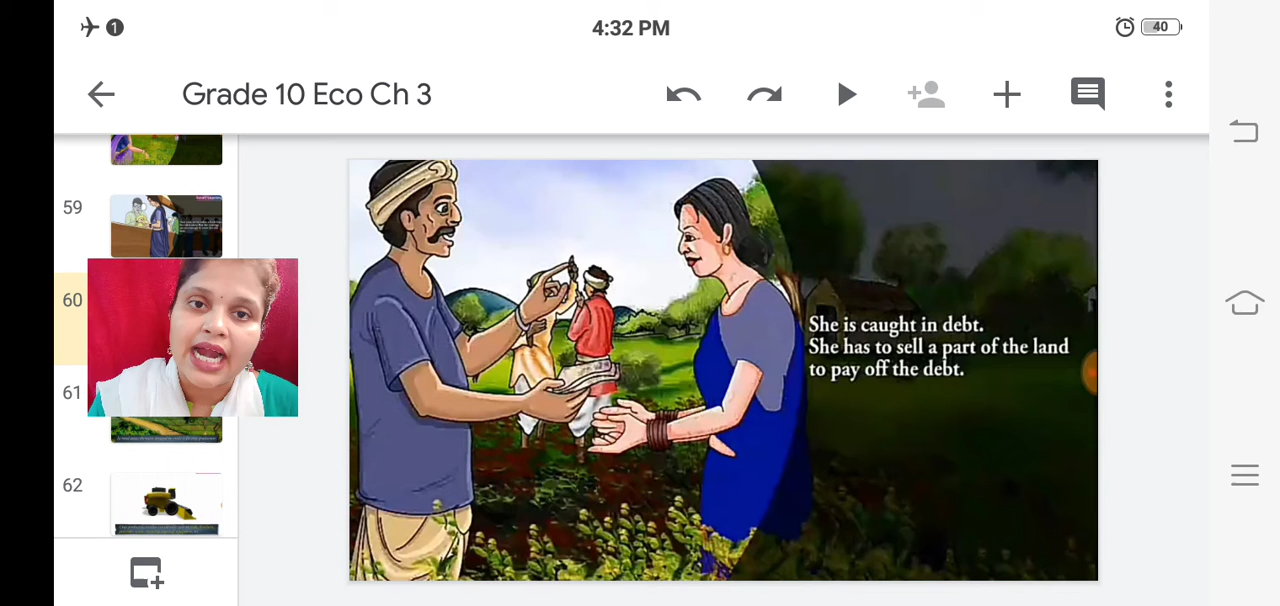 1
4:32 PM
40
Grade 10 Eco Ch 3
59
60
61
62
She is caught in debt.
She has to sell a part of the land
to pay off the debt.